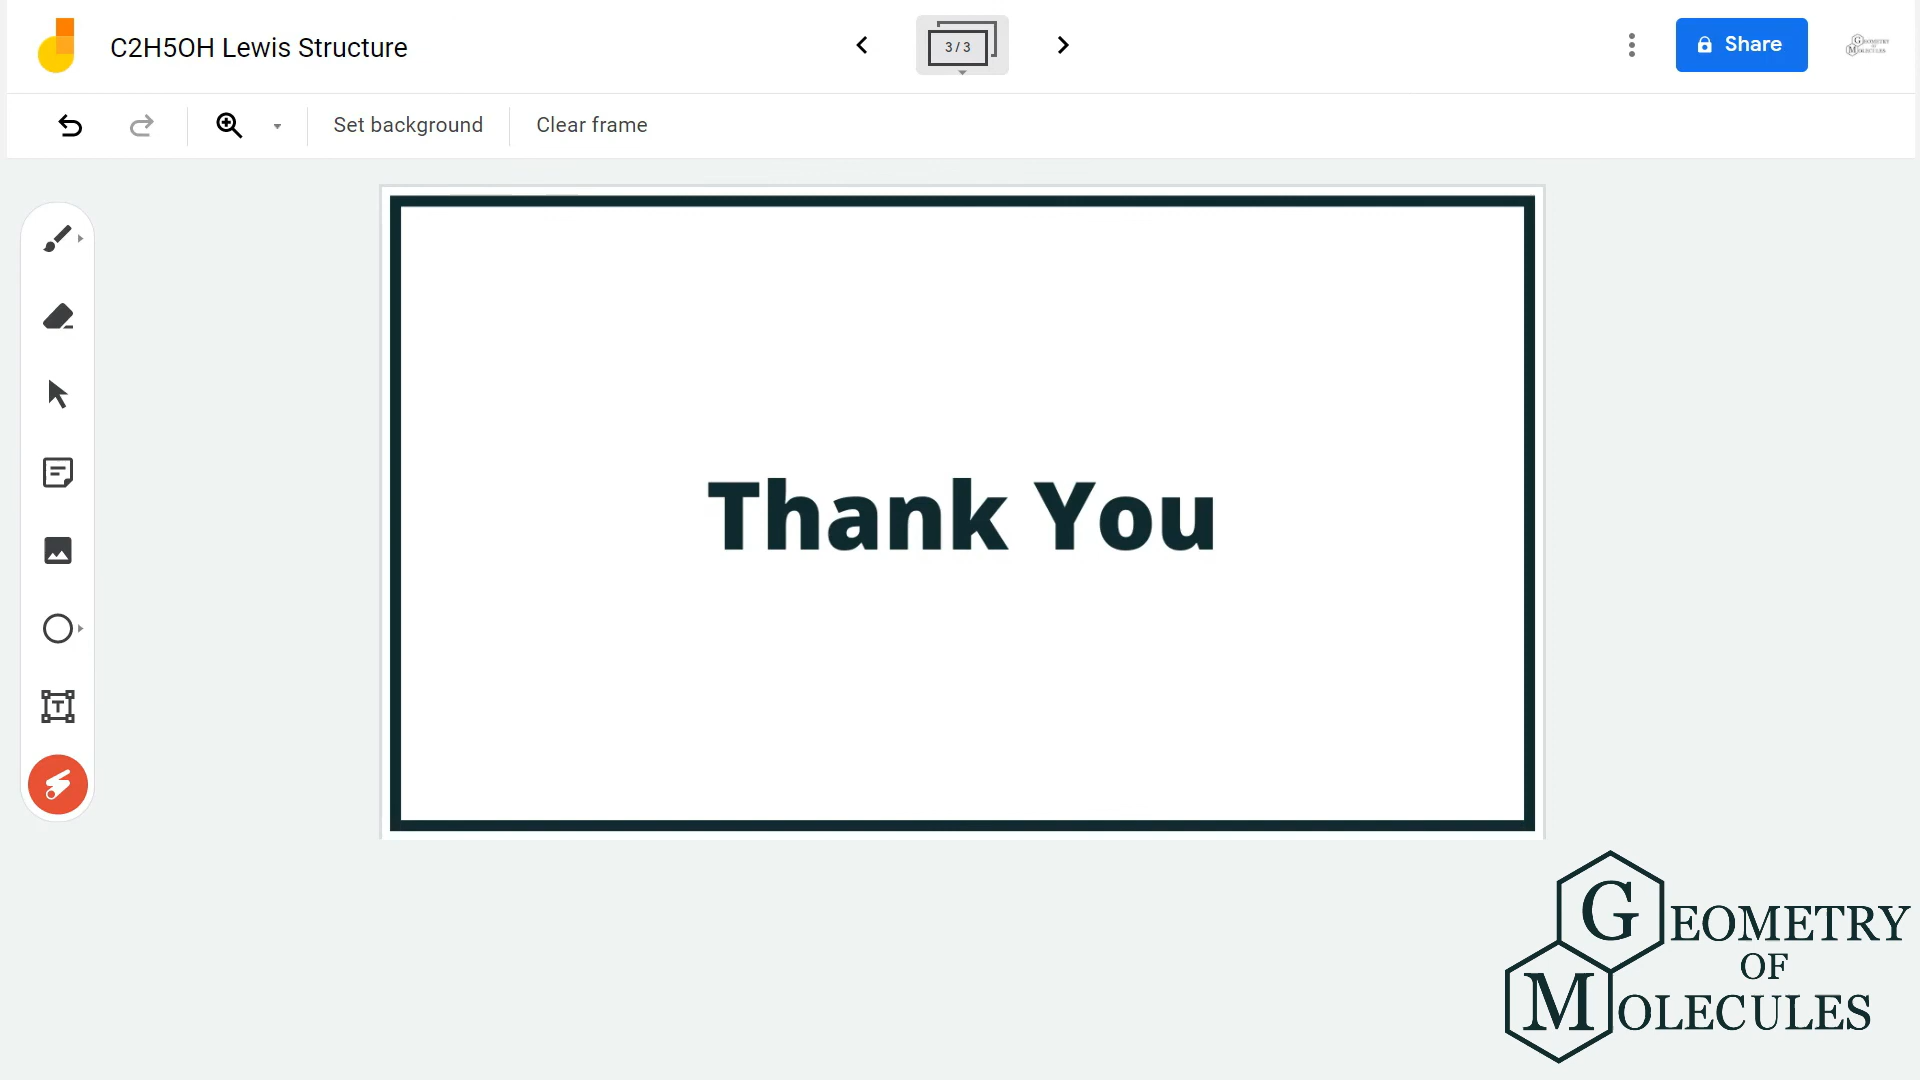 C2H5OH Lewis Structure
3/3
Share
Set background
Clear frame
Thank You
GEOMETRY
OF
MOLECULES